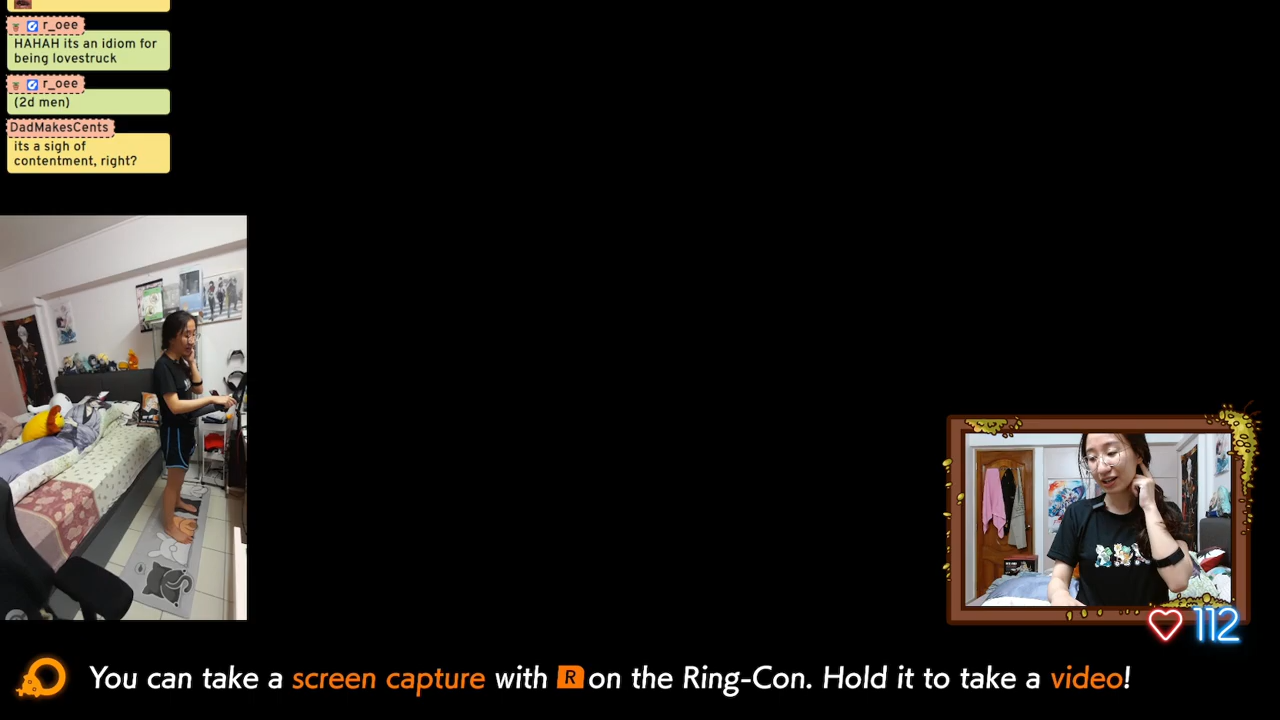 r_oee
HAHAH its an idiom for
being lovestruck
r_oee
(2d men)
DadMakesCents
its a sigh of
contentment, right?
112
You can take a screen capture with R on the Ring-Con. Hold it to take a video!